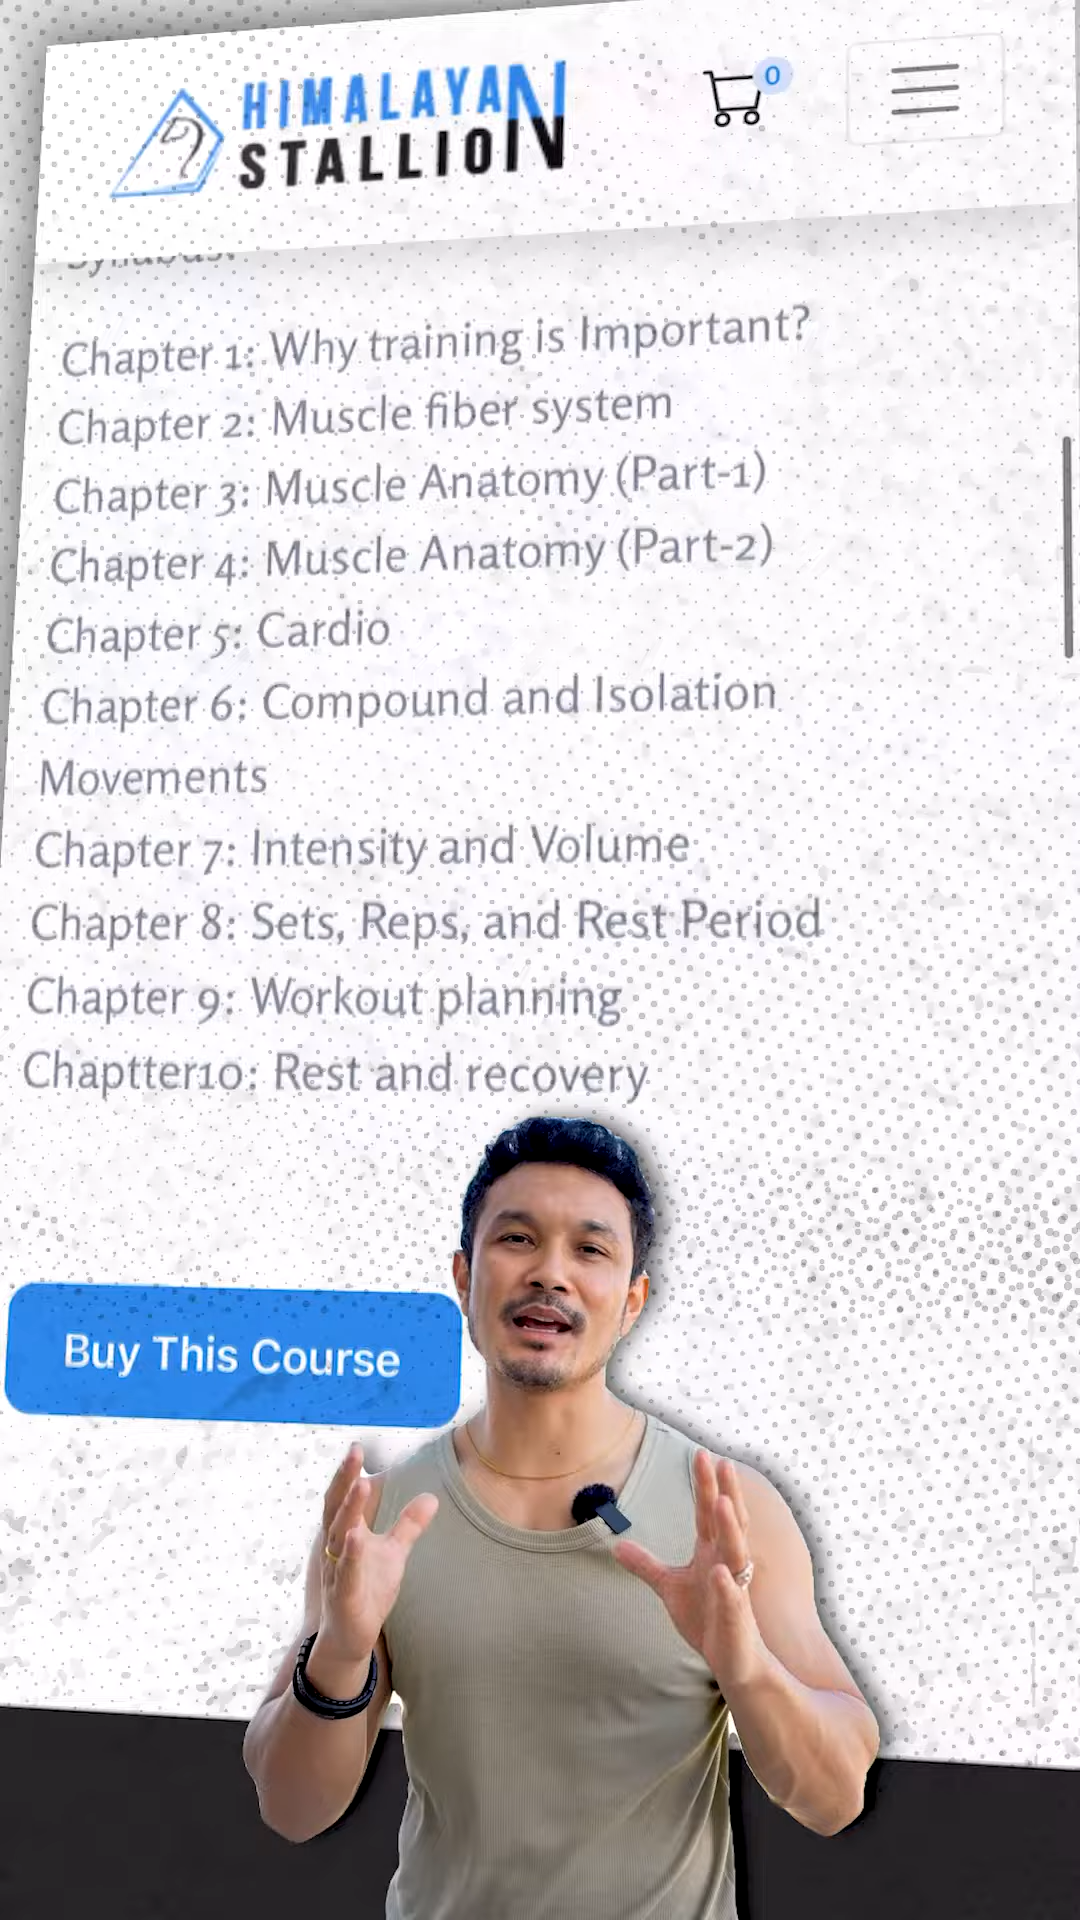 HIMALAYAN
STALLION
0
Syllabus:
Chapter 1: Why training is Important?
Chapter 2: Muscle fiber system
Chapter 3: Muscle Anatomy (Part-1)
Chapter 4: Muscle Anatomy (Part-2)
Chapter 5: Cardio
Chapter 6: Compound and Isolation
Movements
Chapter 7: Intensity and Volume
Chapter 8: Sets, Reps, and Rest Period
Chapter 9: Workout planning
Chaptter10: Rest and recovery
Buy This Course